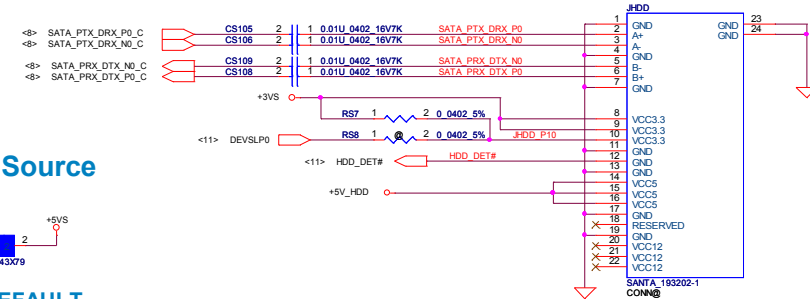 JHDD
<8> SATA_PTX_DRX_P0_C CS105 2 1 0.01U_0402_16V7K SATA_PTX_DRX_P0
<8> SATA_PTX_DRX_N0_C CS106 2 1 0.01U_0402_16V7K SATA_PTX_DRX_N0
<8> SATA_PRX_DTX_N0_C CS109 2 1 0.01U_0402_16V7K SATA_PRX_DTX_N0
<8> SATA_PRX_DTX_P0_C CS108 2 1 0.01U_0402_16V7K SATA_PRX_DTX_P0
1 GND
2 A+
3 A-
4 GND
5 B-
6 B+
7 GND
GND 23
GND 24
+3VS
RS7 1 2 0_0402_5%
<11> DEVSLP0 RS8 1 @ 2 0_0402_5% JHDD_P10
<11> HDD_DET# HDD_DET#
+5V_HDD
8 VCC3.3
9 VCC3.3
10 VCC3.3
11 GND
12 GND
13 GND
14 VCC5
15 VCC5
16 VCC5
17 GND
18 RESERVED
19 GND
20 VCC12
21 VCC12
22 VCC12
SANTA_193202-1
CONN@
Source
+5VS
2 2
43X79